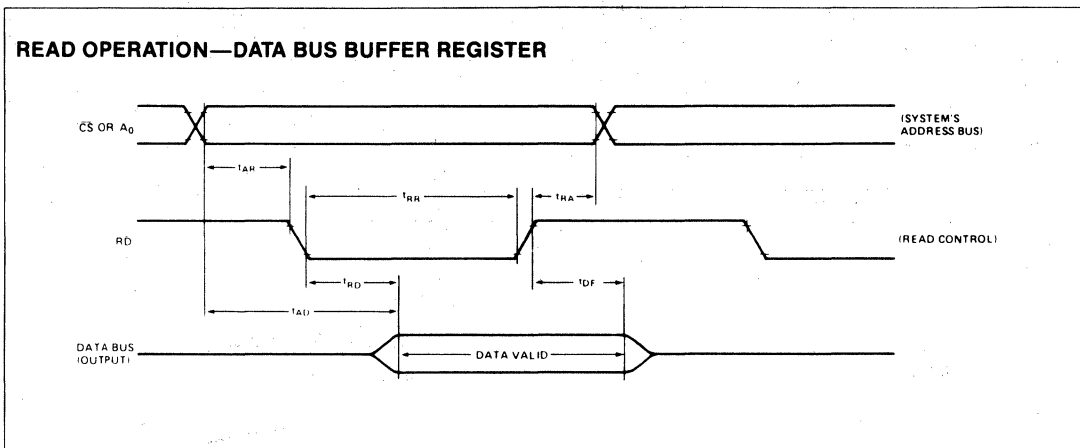 READ OPERATION—DATA BUS BUFFER REGISTER
C̅S̅ OR A₀
(SYSTEM'S
ADDRESS BUS)
tAR
tRR
tRA
RD
(READ CONTROL)
tRD
tDF
tAD
DATA BUS
(OUTPUT)
DATA VALID